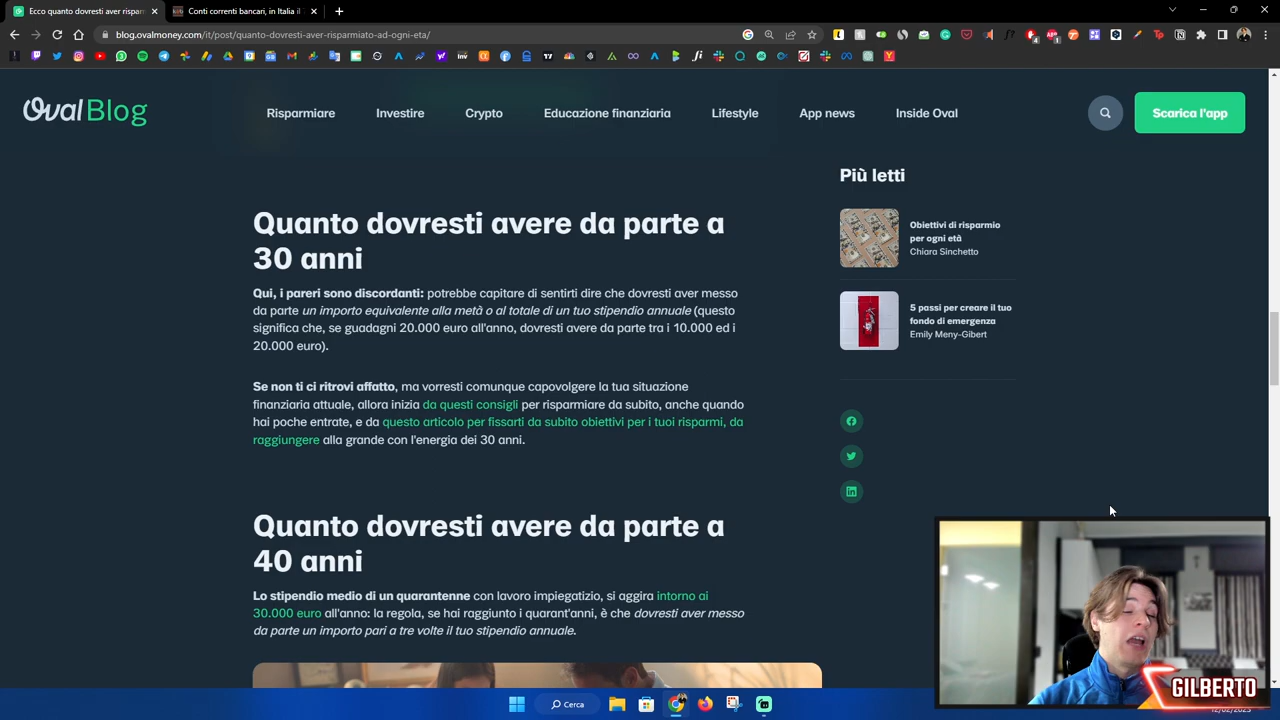 Ecco quanto dovresti aver rispar
Conti correnti bancari, in Italia il
blog.ovalmoney.com/it/post/quanto-dovresti-aver-risparmiato-ad-ogni-eta/
Oval Blog
Risparmiare
Investire
Crypto
Educazione finanziaria
Lifestyle
App news
Inside Oval
Scarica l'app
Quanto dovresti avere da parte a
30 anni
Qui, i pareri sono discordanti: potrebbe capitare di sentirti dire che dovresti aver messo
da parte un importo equivalente alla metà o al totale di un tuo stipendio annuale (questo
significa che, se guadagni 20.000 euro all'anno, dovresti avere da parte tra i 10.000 ed i
20.000 euro).
Se non ti ci ritrovi affatto, ma vorresti comunque capovolgere la tua situazione
finanziaria attuale, allora inizia da questi consigli per risparmiare da subito, anche quando
hai poche entrate, e da questo articolo per fissarti da subito obiettivi per i tuoi risparmi, da
raggiungere alla grande con l'energia dei 30 anni.
Quanto dovresti avere da parte a
40 anni
Lo stipendio medio di un quarantenne con lavoro impiegatizio, si aggira intorno ai
30.000 euro all'anno: la regola, se hai raggiunto i quarant'anni, è che dovresti aver messo
da parte un importo pari a tre volte il tuo stipendio annuale.
Più letti
Obiettivi di risparmio
per ogni età
Chiara Sinchetto
5 passi per creare il tuo
fondo di emergenza
Emily Meny-Gibert
GILBERTO
Cerca